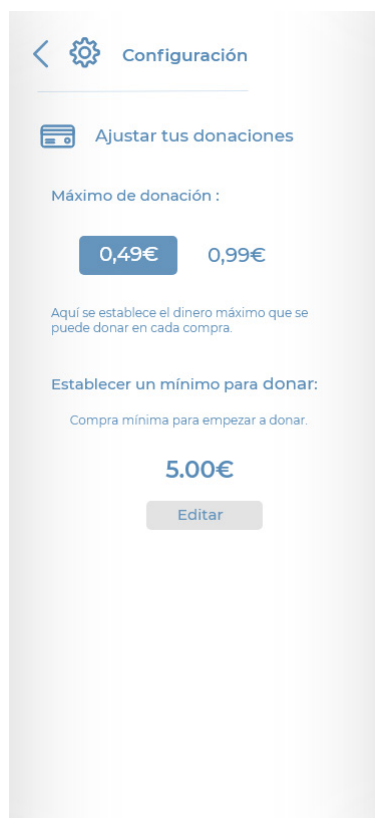 Configuración
Ajustar tus donaciones
Máximo de donación :
0,49€ 0,99€
Aquí se establece el dinero máximo que se
puede donar en cada compra.
Establecer un mínimo para donar:
Compra mínima para empezar a donar.
5.00€
Editar